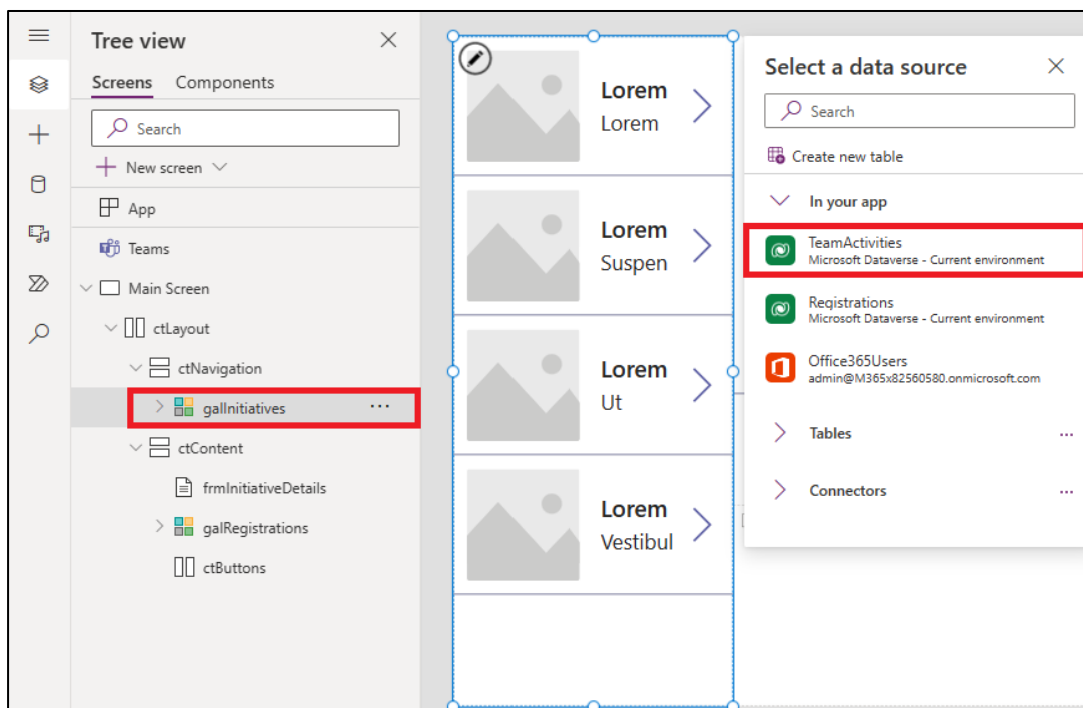 Tree view
Screens Components
Search
New screen
App
Teams
Main Screen
ctLayout
ctNavigation
galInitiatives
ctContent
frmInitiativeDetails
galRegistrations
ctButtons
Lorem
Lorem
Lorem
Suspen
Lorem
Ut
Lorem
Vestibul
Select a data source
Search
Create new table
In your app
TeamActivities
Microsoft Dataverse - Current environment
Registrations
Microsoft Dataverse - Current environment
Office365Users
admin@M365x82560580.onmicrosoft.com
Tables
Connectors